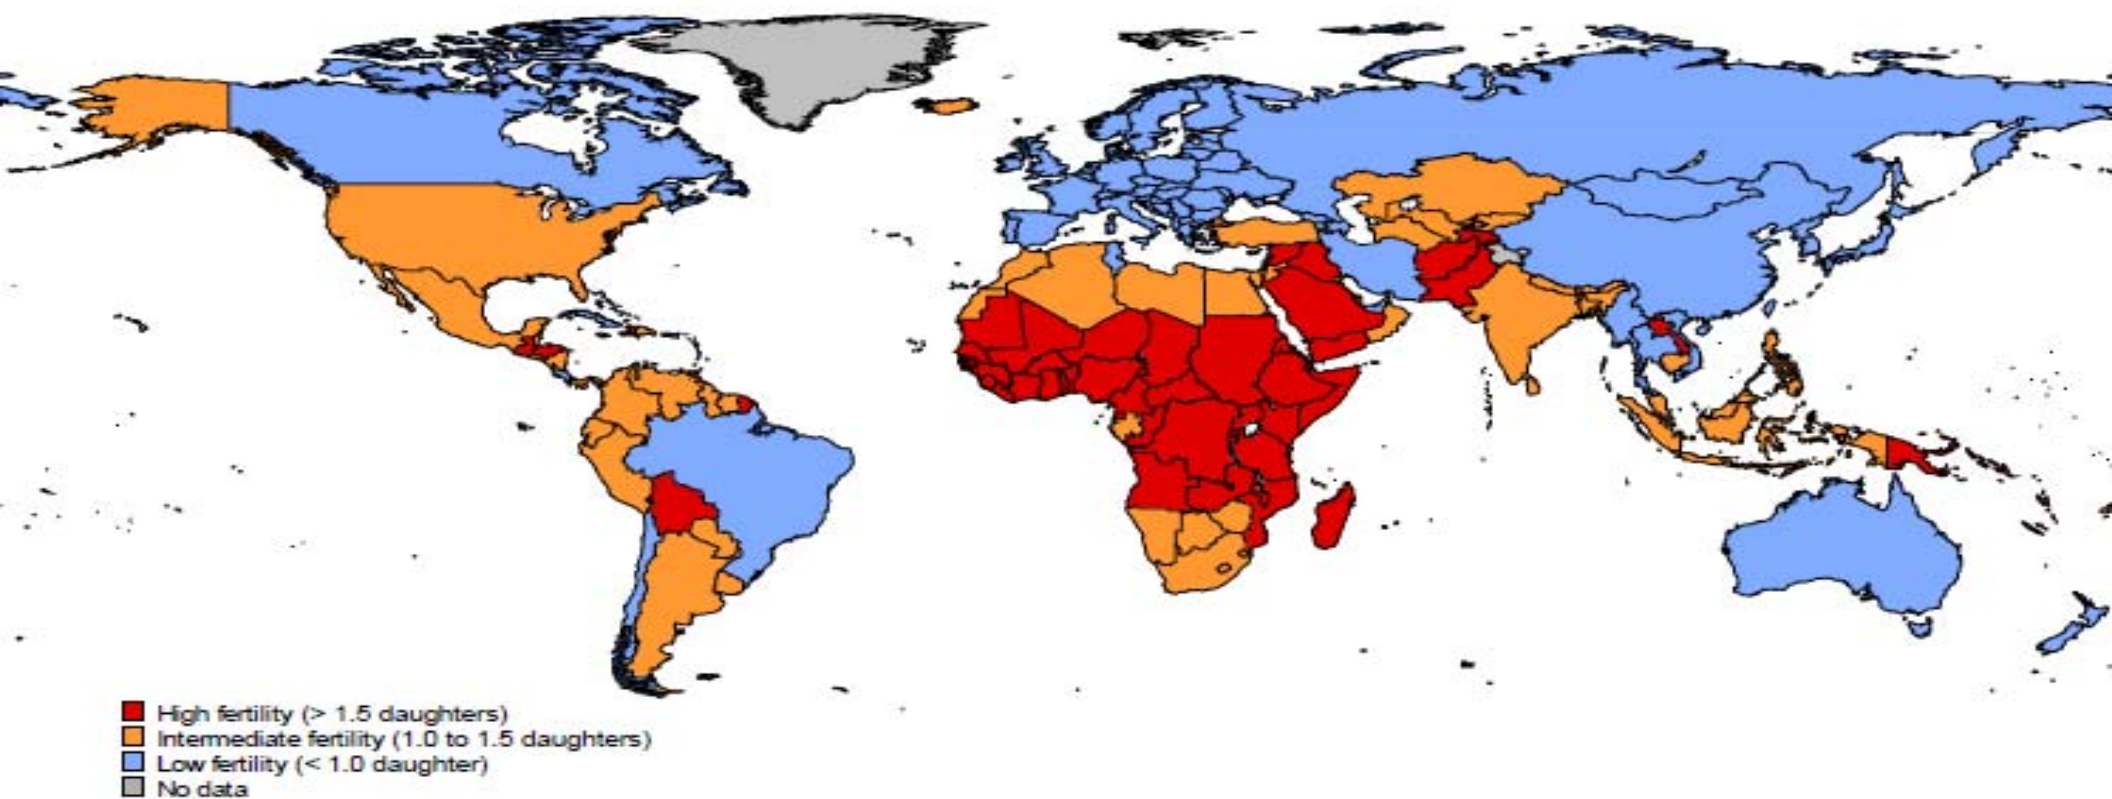 High fertility (> 1.5 daughters)
Intermediate fertility (1.0 to 1.5 daughters)
Low fertility (< 1.0 daughter)
No data